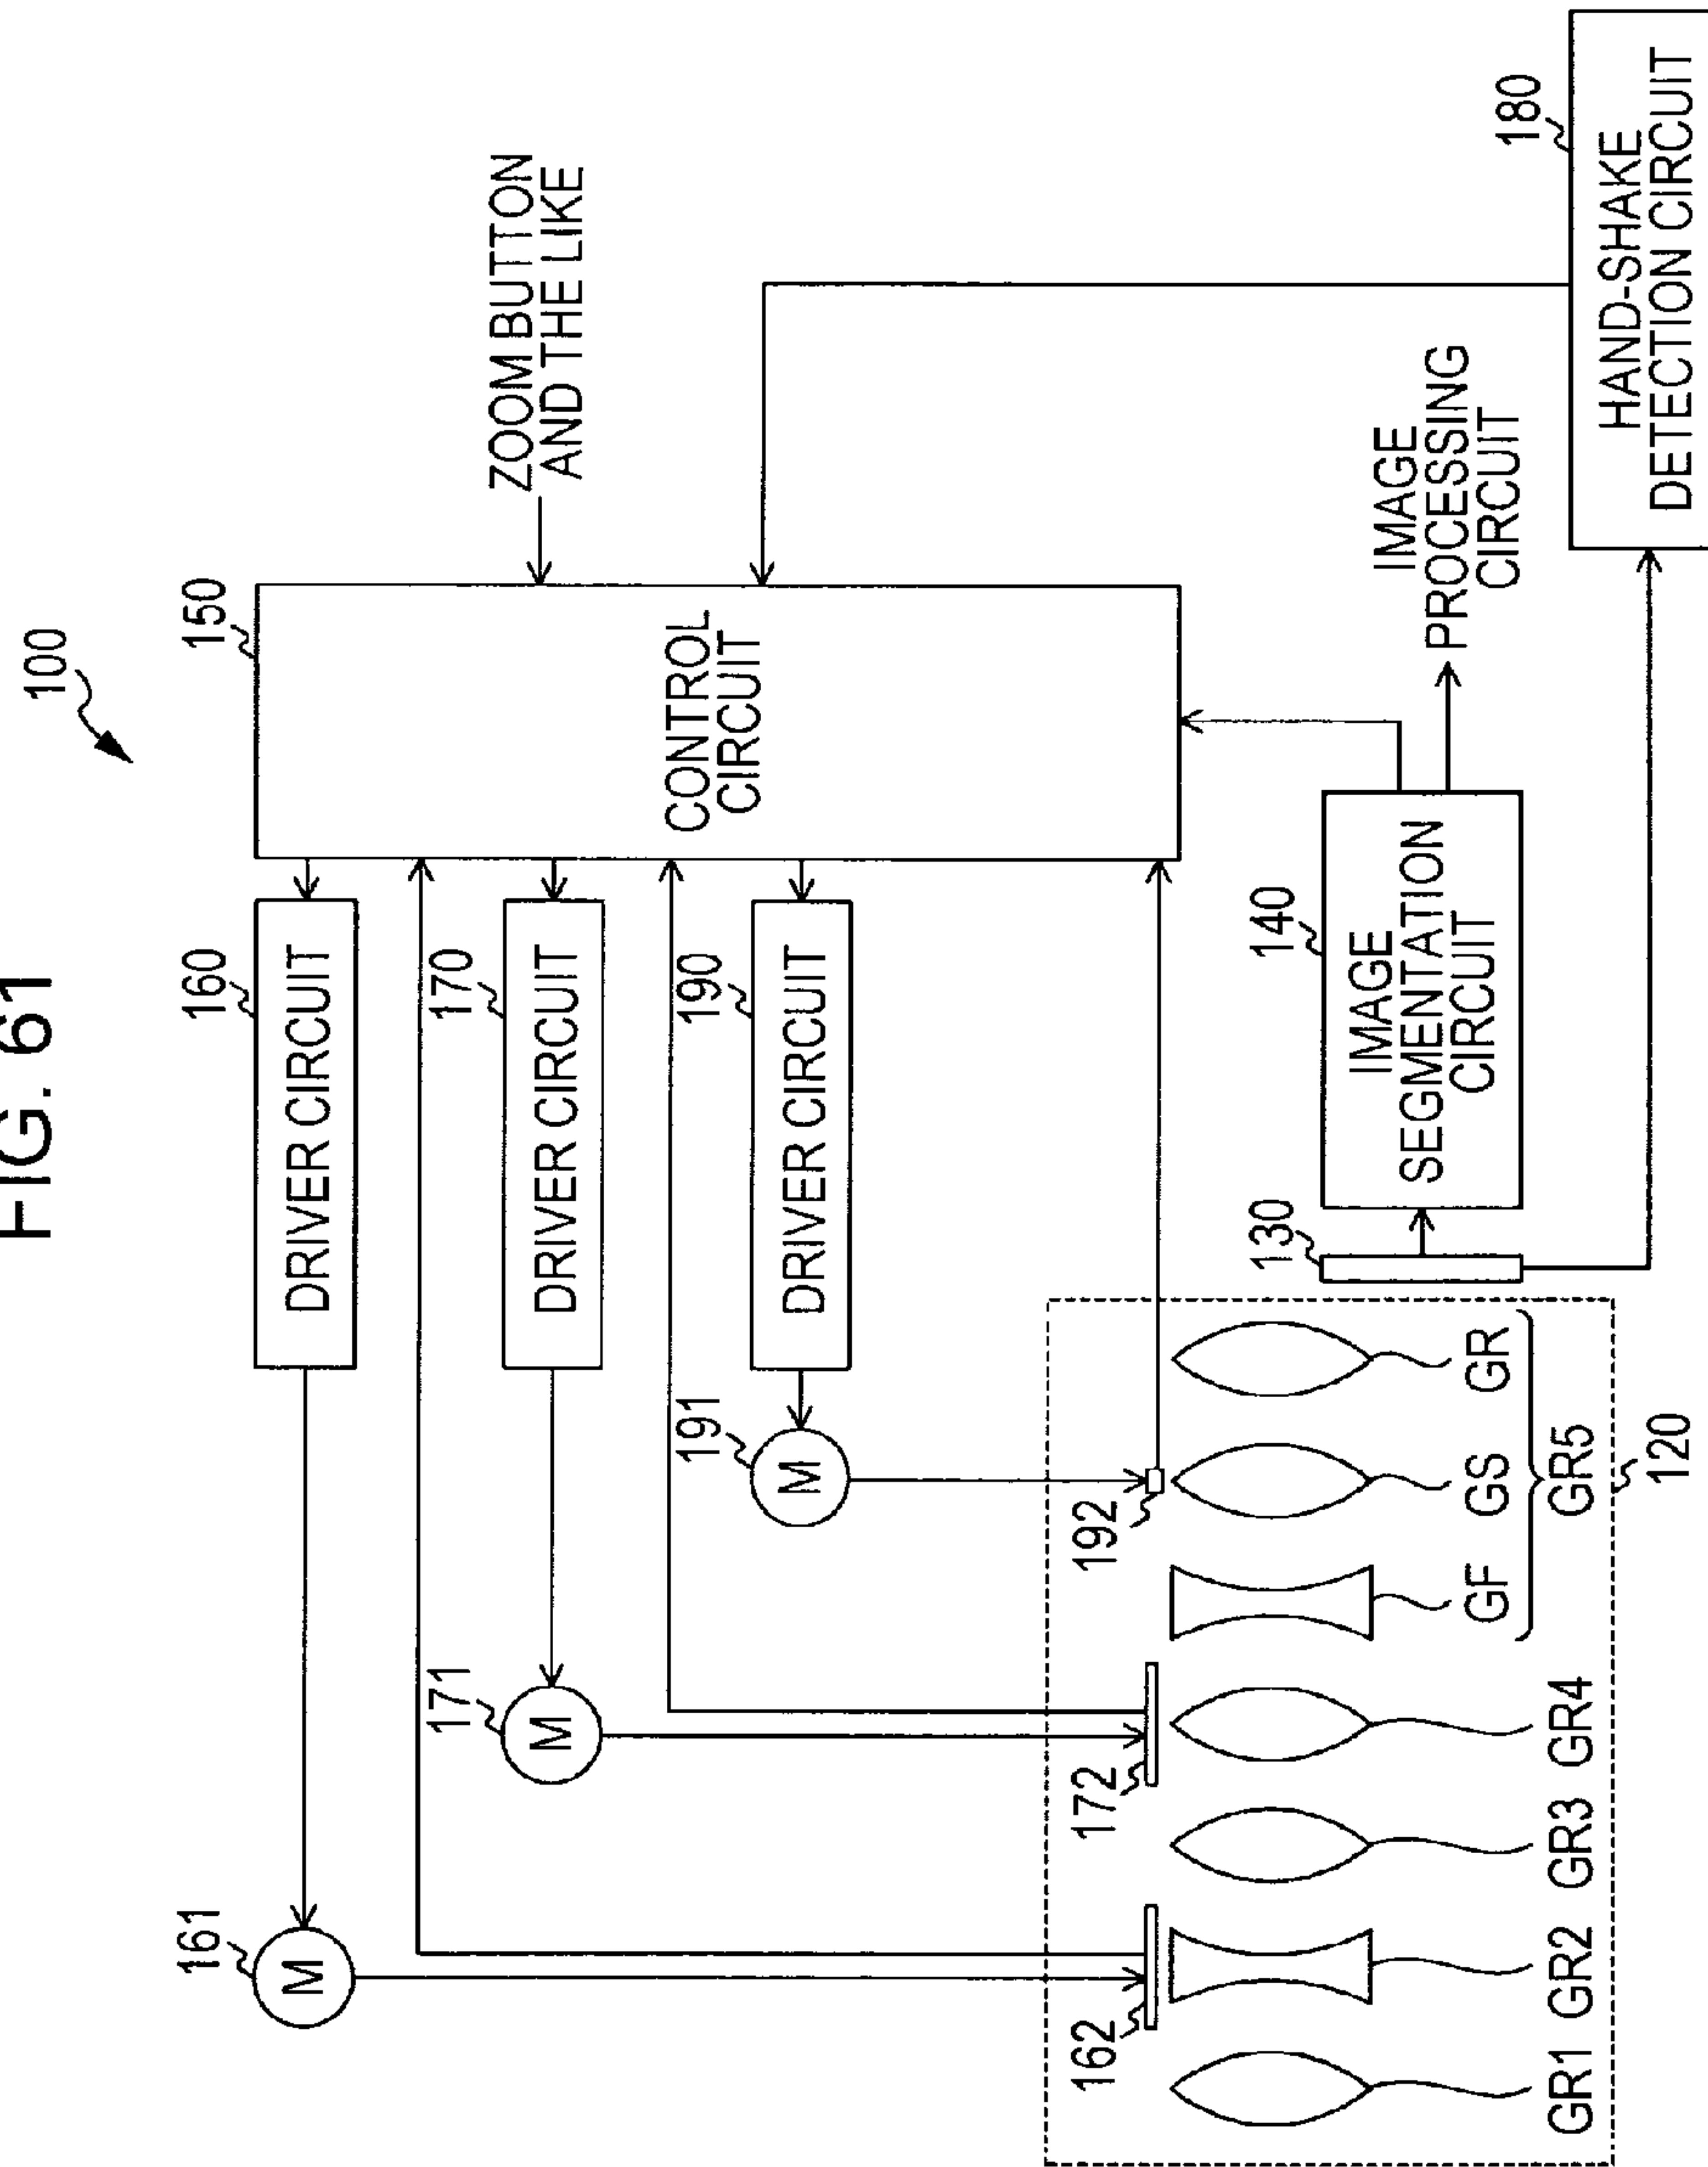 FIG. 61
100
161
M
160
DRIVER CIRCUIT
150
171
M
170
DRIVER CIRCUIT
ZOOM BUTTON
AND THE LIKE
191
M
190
DRIVER CIRCUIT
CONTROL
CIRCUIT
162
172
192
130
140
IMAGE
SEGMENTATION
CIRCUIT
IMAGE
PROCESSING
CIRCUIT
GF
GS
GR
GR1
GR2
GR3
GR4
GR5
120
180
HAND-SHAKE
DETECTION CIRCUIT